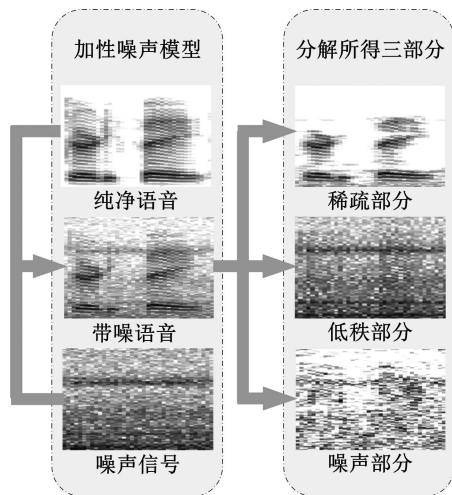 加性噪声模型
纯净语音
带噪语音
噪声信号
分解所得三部分
稀疏部分
低秩部分
噪声部分